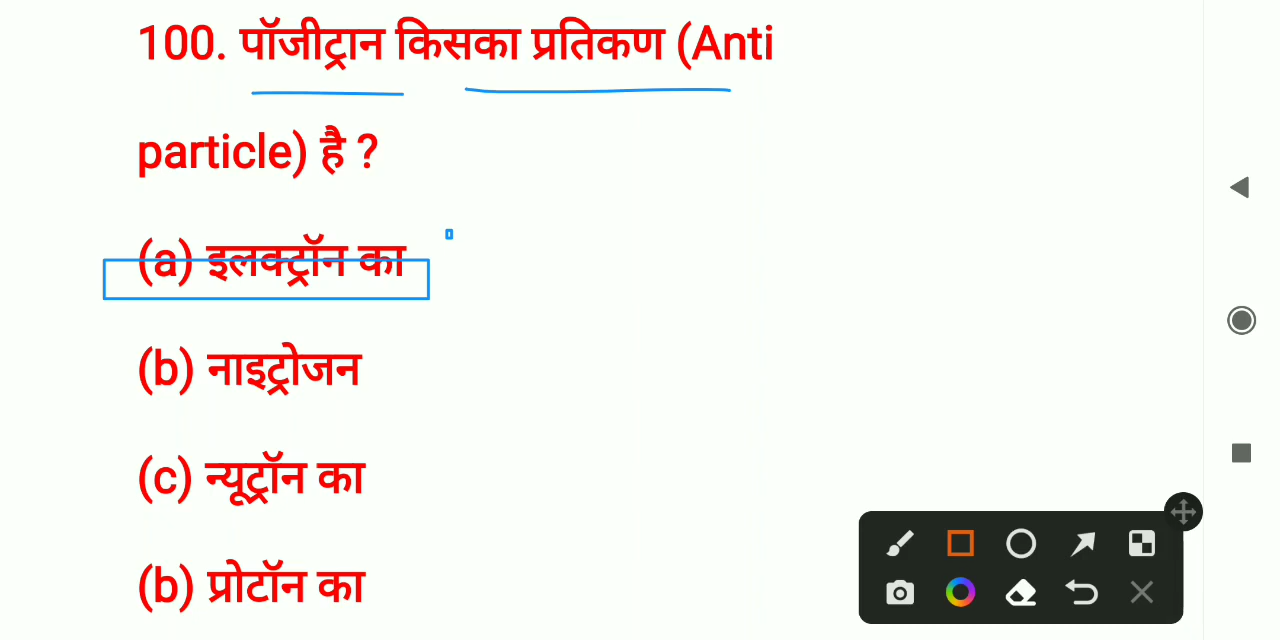 100. पॉजीट्रान किसका प्रतिकण (Anti
particle) है ?
(a) इलक्ट्रॉन का
(b) नाइट्रोजन
(c) न्यूट्रॉन का
(b) प्रोटॉन का